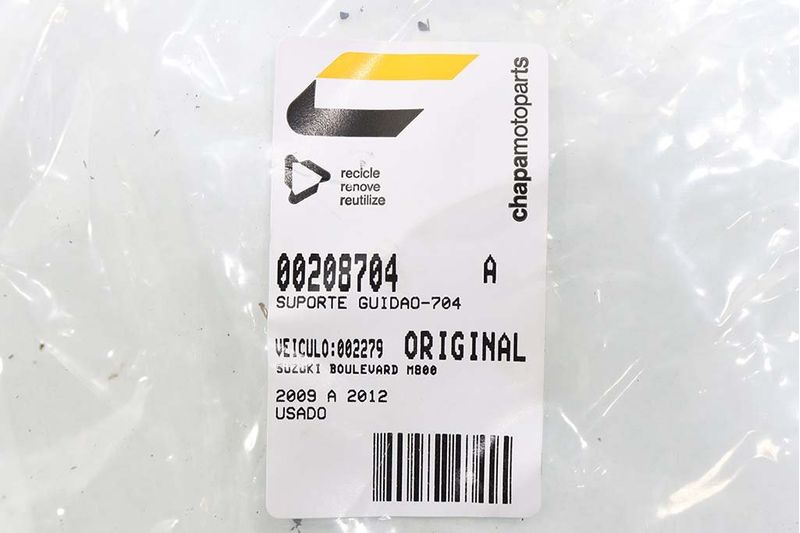 chapamotoparts
recicle
renove
reutilize
00208704 A
SUPORTE GUIDAO-704
VEICULO:002279 ORIGINAL
SUZUKI BOULEVARD M800
2009 A 2012
USADO